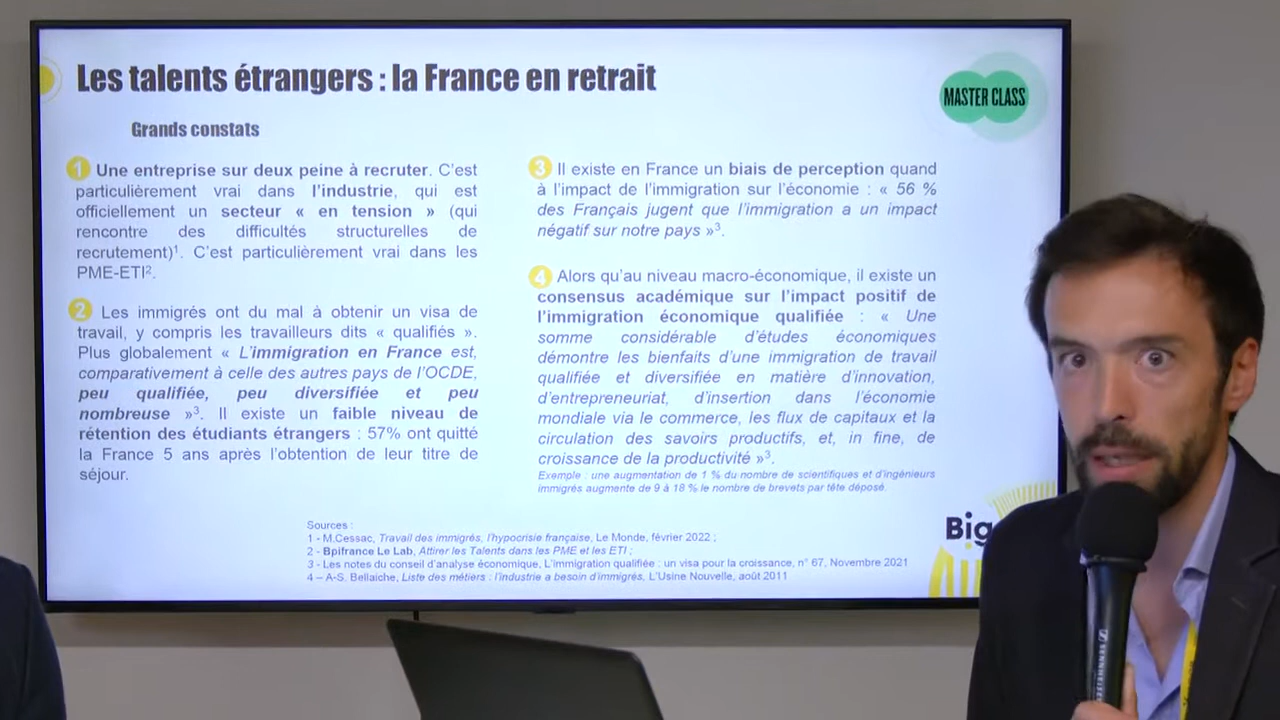 Les talents étrangers : la France en retrait
MASTER CLASS
Grands constats
1 Une entreprise sur deux peine à recruter. C'est
particulièrement vrai dans l'industrie, qui est
officiellement un secteur « en tension » (qui
rencontre des difficultés structurelles de
recrutement)¹. C'est particulièrement vrai dans les
PME-ETI².
2 Les immigrés ont du mal à obtenir un visa de
travail, y compris les travailleurs dits « qualifiés ».
Plus globalement « L'immigration en France est,
comparativement à celle des autres pays de l'OCDE,
peu qualifiée, peu diversifiée et peu
nombreuse »³. Il existe un faible niveau de
rétention des étudiants étrangers : 57% ont quitté
la France 5 ans après l'obtention de leur titre de
séjour.
3 Il existe en France un biais de perception quant
à l'impact de l'immigration sur l'économie : « 56 %
des Français jugent que l'immigration a un impact
négatif sur notre pays »³.
4 Alors qu'au niveau macro-économique, il existe un
consensus académique sur l'impact positif de
l'immigration économique qualifiée : « Une
somme considérable d'études économiques
démontre les bienfaits d'une immigration de travail
qualifiée et diversifiée en matière d'innovation,
d'entrepreneuriat, d'insertion dans l'économie
mondiale via le commerce, les flux de capitaux et la
circulation des savoirs productifs, et, in fine, de
croissance de la productivité »³.
Exemple : une augmentation de 1 % du nombre de scientifiques et d'ingénieurs
immigrés augmente de 9 à 18 % le nombre de brevets par tête déposé.
Sources :
1 - M.Cessac, Travail des immigrés, l'hypocrisie française, Le Monde, février 2022 ;
2 - Bpifrance Le Lab, Attirer les Talents dans les PME et les ETI ;
3 - Les notes du conseil d'analyse économique, L'immigration qualifiée : un visa pour la croissance, n° 67, Novembre 2021
4 – A-S. Bellaiche, Liste des métiers : l'industrie a besoin d'immigrés, L'Usine Nouvelle, août 2011
Big
SENNHEISER